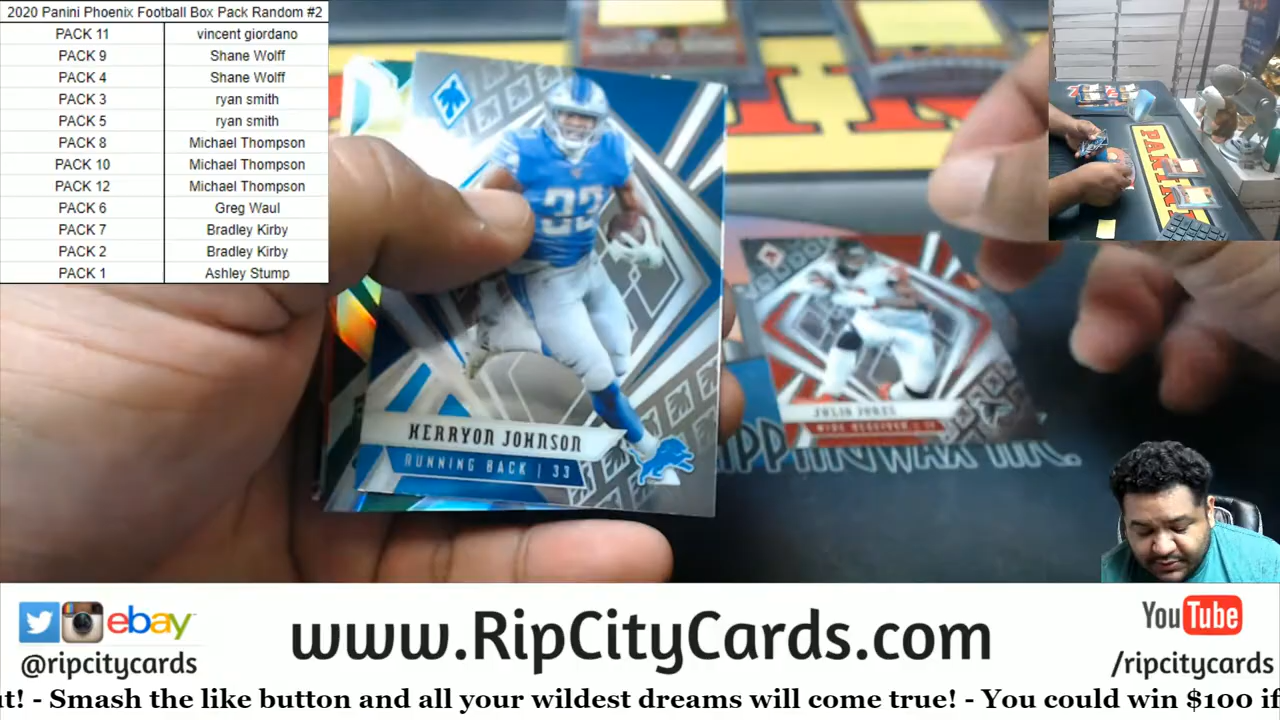 2020 Panini Phoenix Football Box Pack Random #2
PACK 11 vincent giordano
PACK 9 Shane Wolff
PACK 4 Shane Wolff
PACK 3 ryan smith
PACK 5 ryan smith
PACK 8 Michael Thompson
PACK 10 Michael Thompson
PACK 12 Michael Thompson
PACK 6 Greg Waul
PACK 7 Bradley Kirby
PACK 2 Bradley Kirby
PACK 1 Ashley Stump
PANINI
33
KERRYON JOHNSON
RUNNING BACK | 33
JULIO JONES
WIDE RECEIVER
ebay
@ripcitycards
www.RipCityCards.com
YouTube
/ripcitycards
ut! - Smash the like button and all your wildest dreams will come true! - You could win $100 if